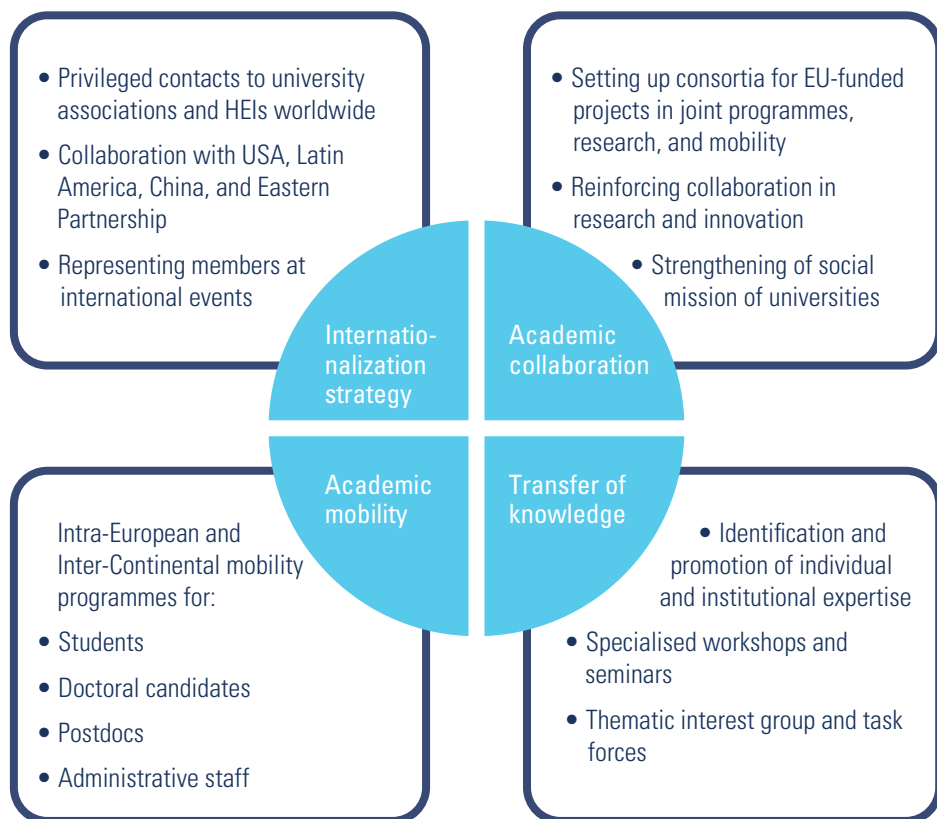 • Privileged contacts to university
associations and HEIs worldwide
• Collaboration with USA, Latin
America, China, and Eastern
Partnership
• Representing members at
international events
• Setting up consortia for EU-funded
projects in joint programmes,
research, and mobility
• Reinforcing collaboration in
research and innovation
• Strengthening of social
mission of universities
Internatio-
nalization
strategy
Academic
collaboration
Academic
mobility
Transfer of
knowledge
Intra-European and
Inter-Continental mobility
programmes for:
• Students
• Doctoral candidates
• Postdocs
• Administrative staff
• Identification and
promotion of individual
and institutional expertise
• Specialised workshops and
seminars
• Thematic interest group and task
forces